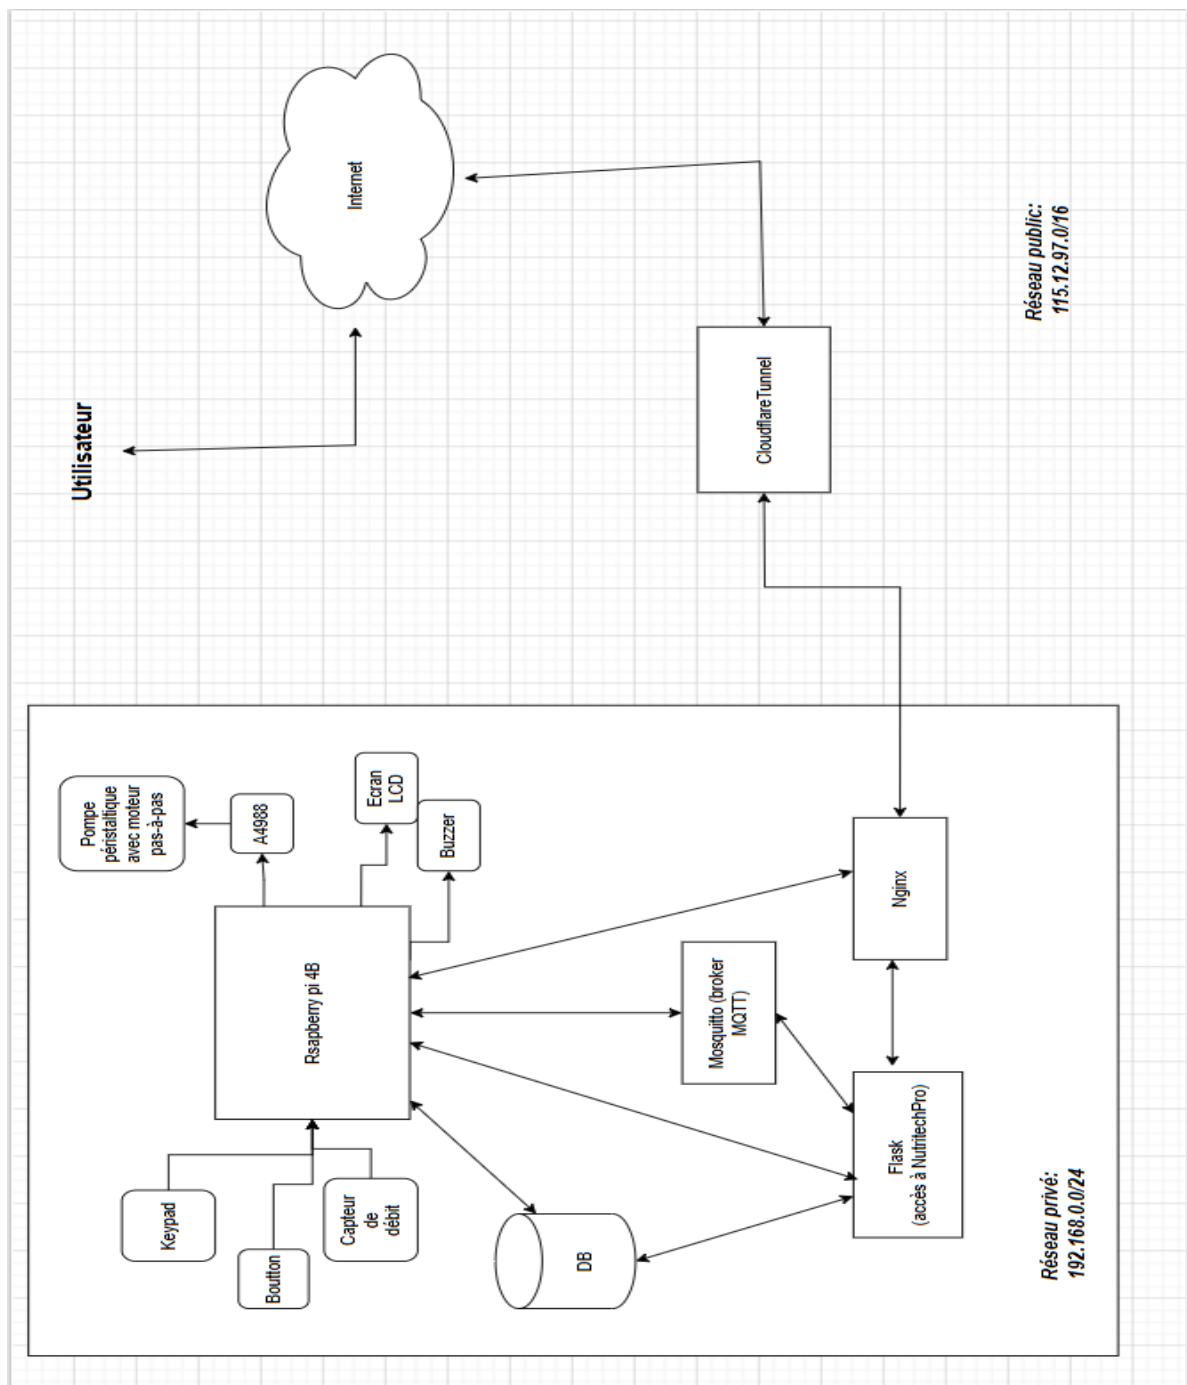 Keypad
Boutton
Capteur
de
débit
Rsapberry pi 4B
A4988
Pompe
péristaltique
avec moteur
pas-à-pas
Ecran
LCD
Buzzer
DB
Mosquitto (broker
MQTT)
Flask
(accès à NutritechPro)
Nginx
Réseau privé:
192.168.0.0/24
Utilisateur
Internet
CloudflareTunnel
Réseau public:
115.12.97.0/16